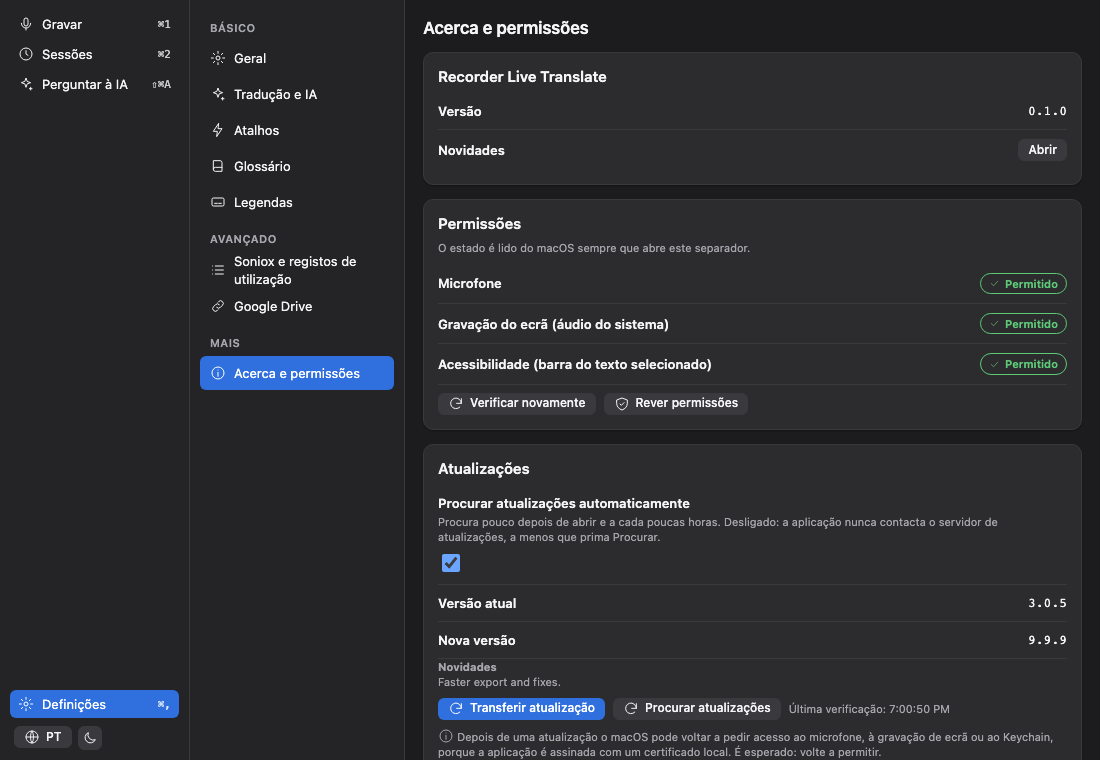 Gravar ⌘1
Sessões ⌘2
Perguntar à IA ⇧⌘A
Definições ⌘,
PT
BÁSICO
Geral
Tradução e IA
Atalhos
Glossário
Legendas
AVANÇADO
Soniox e registos de
utilização
Google Drive
MAIS
Acerca e permissões
Acerca e permissões
Recorder Live Translate
Versão 0.1.0
Novidades Abrir
Permissões
O estado é lido do macOS sempre que abre este separador.
Microfone Permitido
Gravação do ecrã (áudio do sistema) Permitido
Acessibilidade (barra do texto selecionado) Permitido
Verificar novamente Rever permissões
Atualizações
Procurar atualizações automaticamente
Procura pouco depois de abrir e a cada poucas horas. Desligado: a aplicação nunca contacta o servidor de
atualizações, a menos que prima Procurar.
Versão atual 3.0.5
Nova versão 9.9.9
Novidades
Faster export and fixes.
Transferir atualização Procurar atualizações Última verificação: 7:00:50 PM
Depois de uma atualização o macOS pode voltar a pedir acesso ao microfone, à gravação de ecrã ou ao Keychain,
porque a aplicação é assinada com um certificado local. É esperado: volte a permitir.